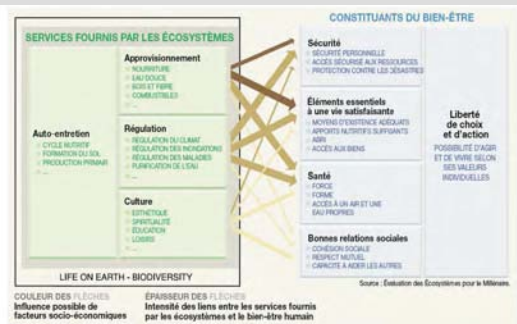 SERVICES FOURNIS PAR LES ÉCOSYSTÈMES
Auto-entretien
CYCLE NUTRITIF
FORMATION DU SOL
PRODUCTION PRIMAIRE
...
Approvisionnement
NOURRITURE
EAU DOUCE
BOIS ET FIBRE
COMBUSTIBLES
...
Régulation
RÉGULATION DU CLIMAT
RÉGULATION DES INONDATIONS
RÉGULATION DES MALADIES
PURIFICATION DE L'EAU
...
Culture
ESTHÉTIQUE
SPIRITUALITÉ
ÉDUCATION
LOISIRS
...
LIFE ON EARTH - BIODIVERSITY
CONSTITUANTS DU BIEN-ÊTRE
Sécurité
SÉCURITÉ PERSONNELLE
ACCÈS SÉCURISÉ AUX RESSOURCES
PROTECTION CONTRE LES DÉSASTRES
Éléments essentiels
à une vie satisfaisante
MOYENS D'EXISTENCE ADÉQUATS
APPORTS NUTRITIFS SUFFISANTS
ABRI
ACCÈS AUX BIENS
Santé
FORCE
FORME
ACCÈS À UN AIR ET UNE
EAU PROPRES
Bonnes relations sociales
COHÉSION SOCIALE
RESPECT MUTUEL
CAPACITÉ À AIDER LES AUTRES
Liberté
de choix
et d'action
POSSIBILITÉ D'AGIR
ET DE VIVRE SELON
SES VALEURS
INDIVIDUELLES
Source : Évaluation des Écosystèmes pour le Millénaire.
COULEUR DES FLÈCHES
Influence possible de
facteurs socio-économiques
ÉPAISSEUR DES FLÈCHES
Intensité des liens entre les services fournis
par les écosystèmes et le bien-être humain